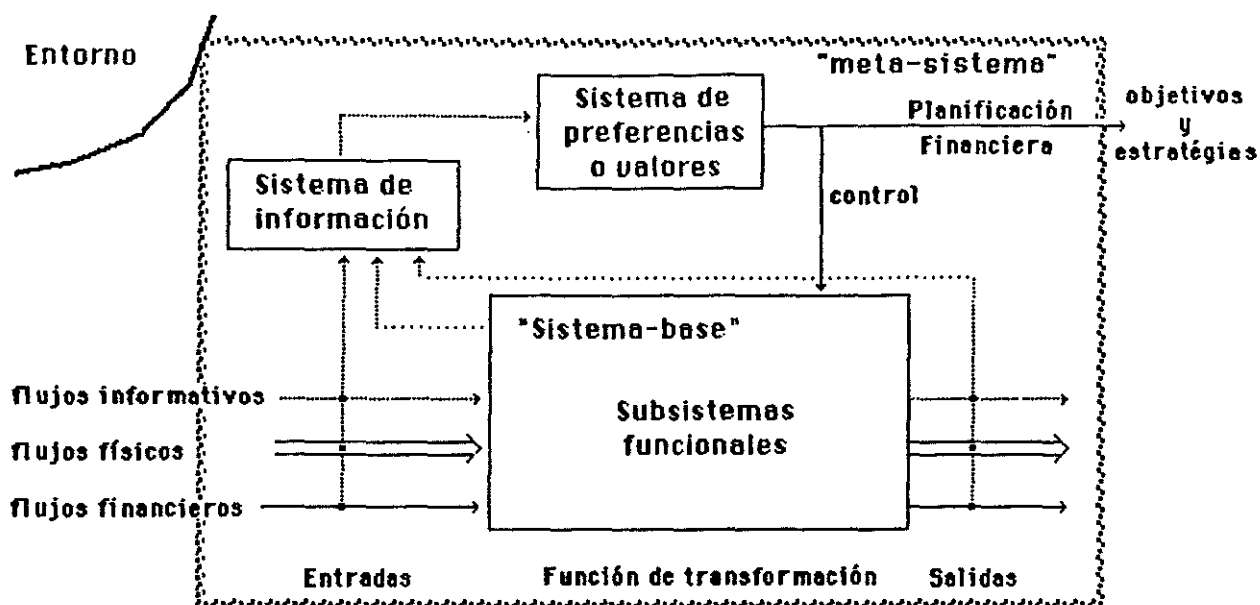 Entorno
"meta-sistema"
Sistema de
preferencias
o valores
Planificación
Financiera
objetivos
y
estratégias
Sistema de
información
control
"Sistema-base"
flujos informativos
Subsistemas
funcionales
flujos físicos
flujos financieros
Entradas
Función de transformación
Salidas